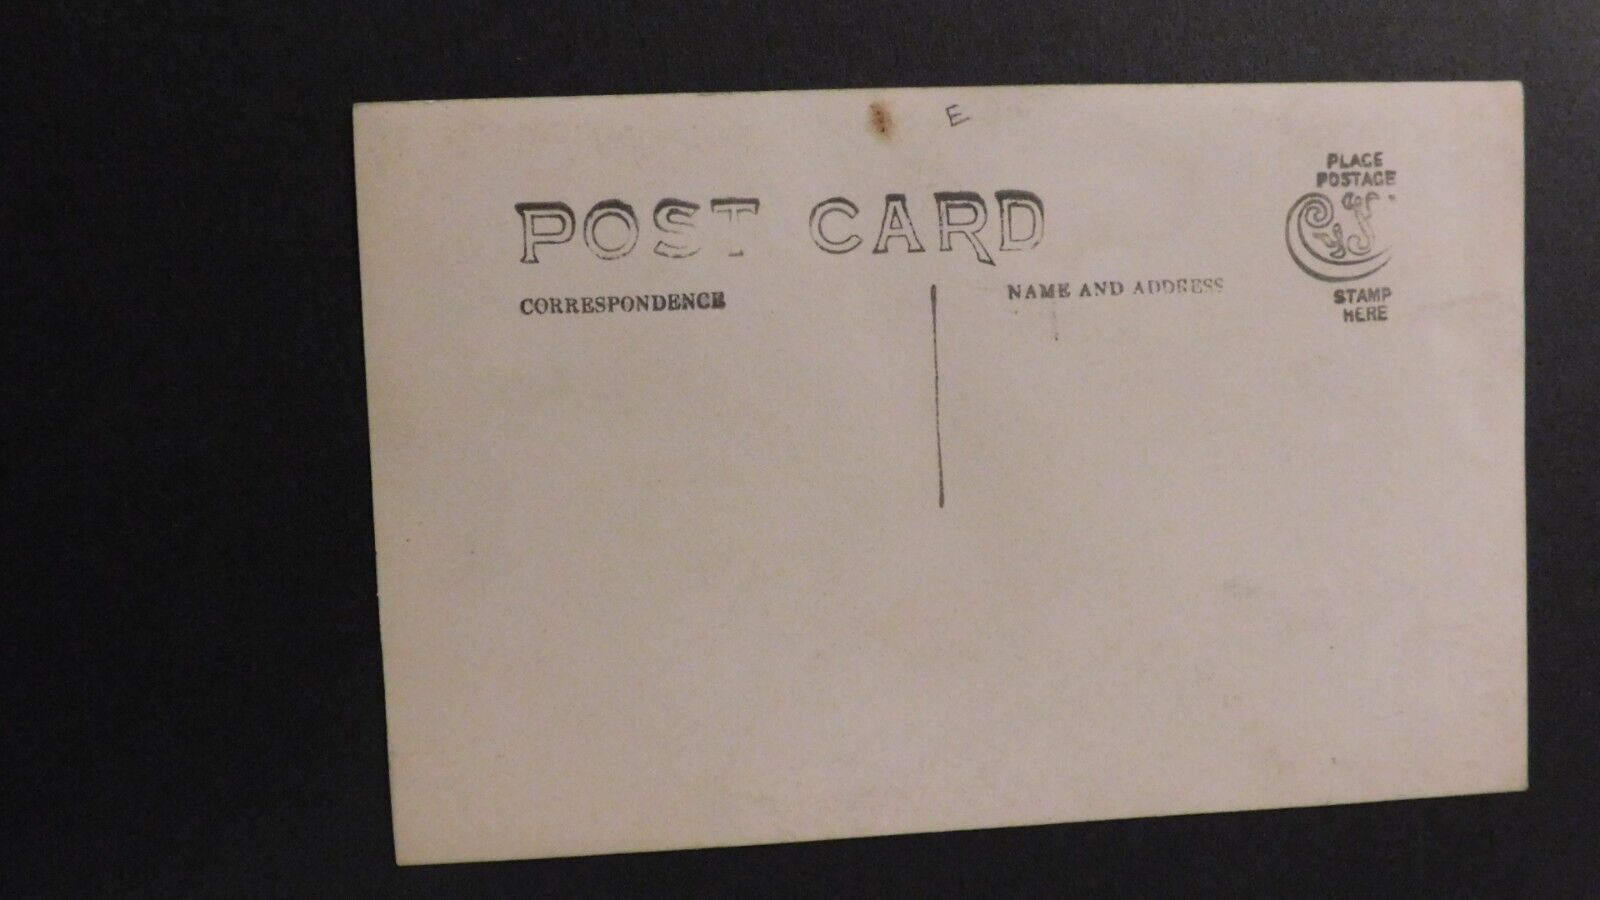 E
PLACE
POSTAGE
POST CARD
CORRESPONDENCE
NAME AND ADDRESS
STAMP
HERE